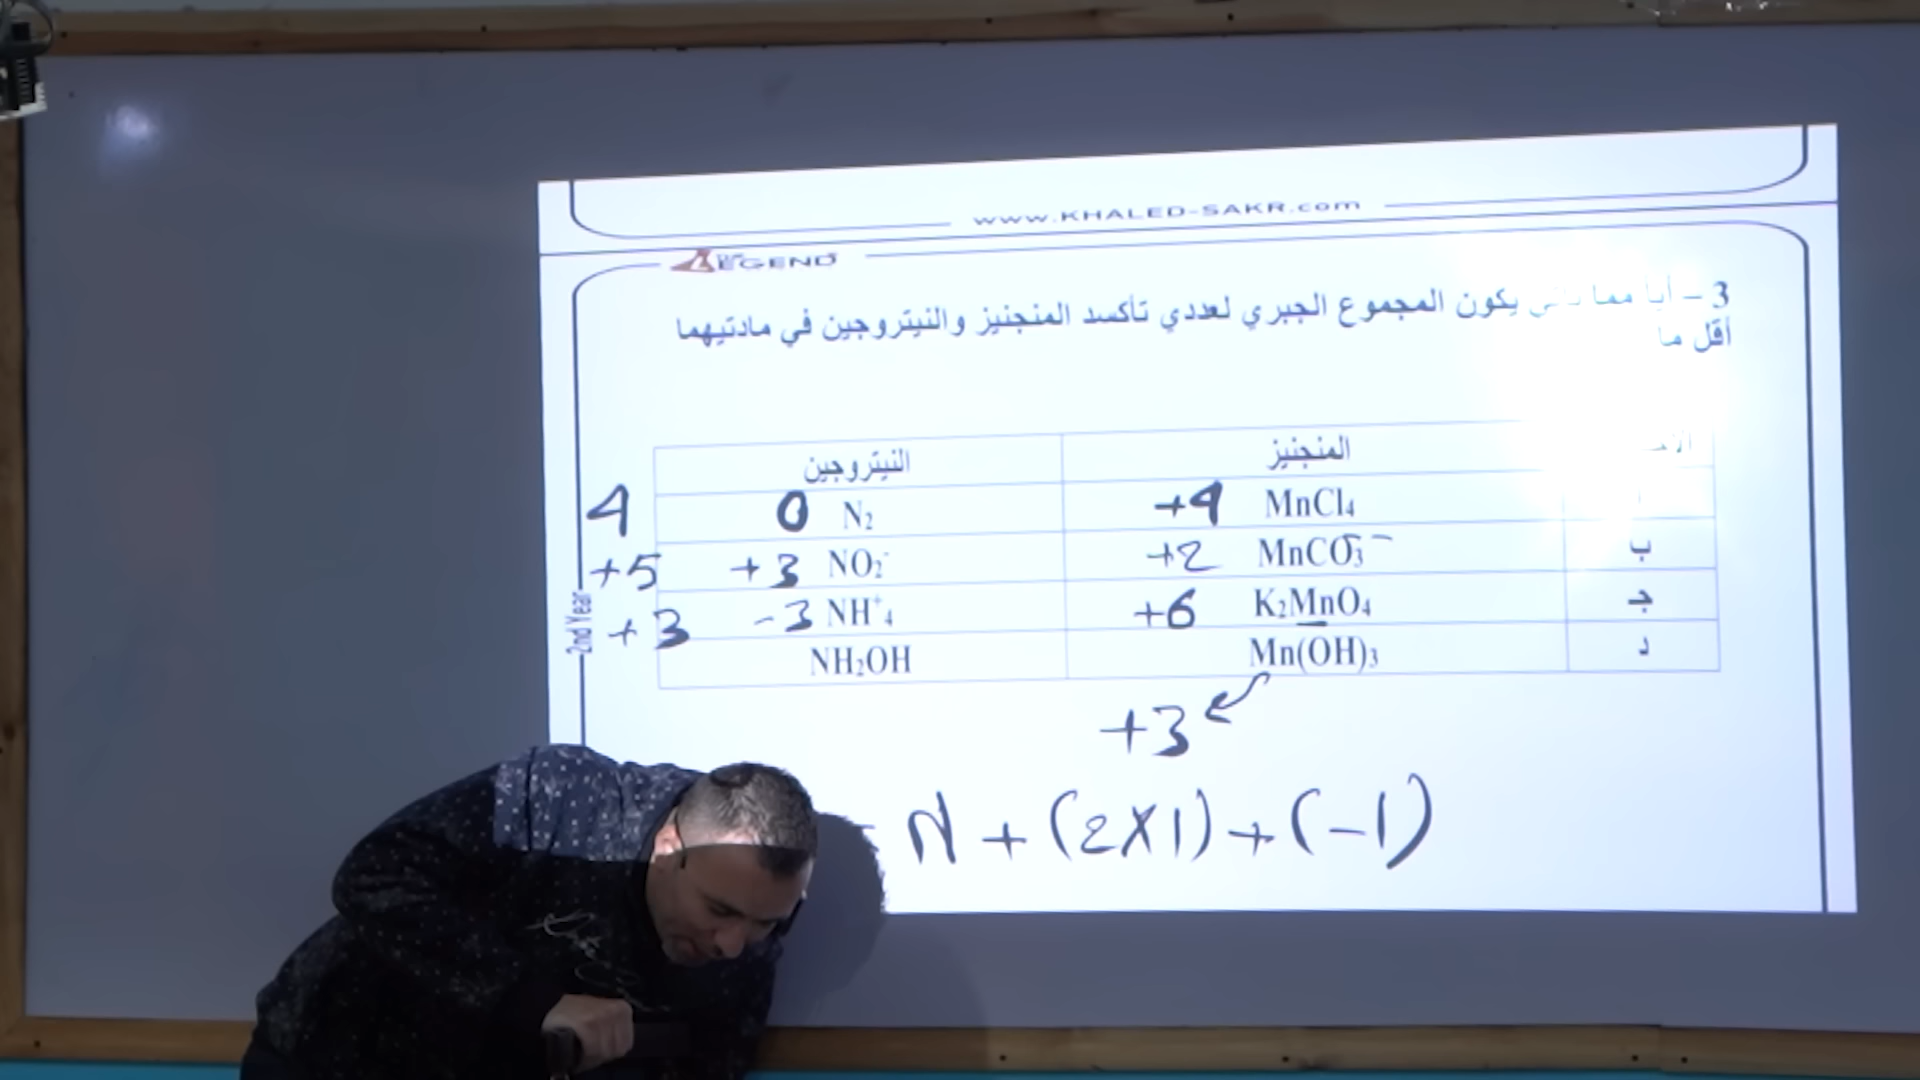 www.KHALED-SAKR.com
LEGEND
3 – أيا مما يكون المجموع الجبري لعددي تأكسد المنجنيز والنيتروجين في مادتيهما
أقل ما
المنجنيز النيتروجين
MnCl₄ +4 N₂ 0 4
ب MnCO₃ +2 NO₂⁻ +3 +5
ج K₂MnO₄ +6 NH⁺₄ -3 +3
د Mn(OH)₃ NH₂OH
2nd Year
+3
N + (2X1) + (-1)